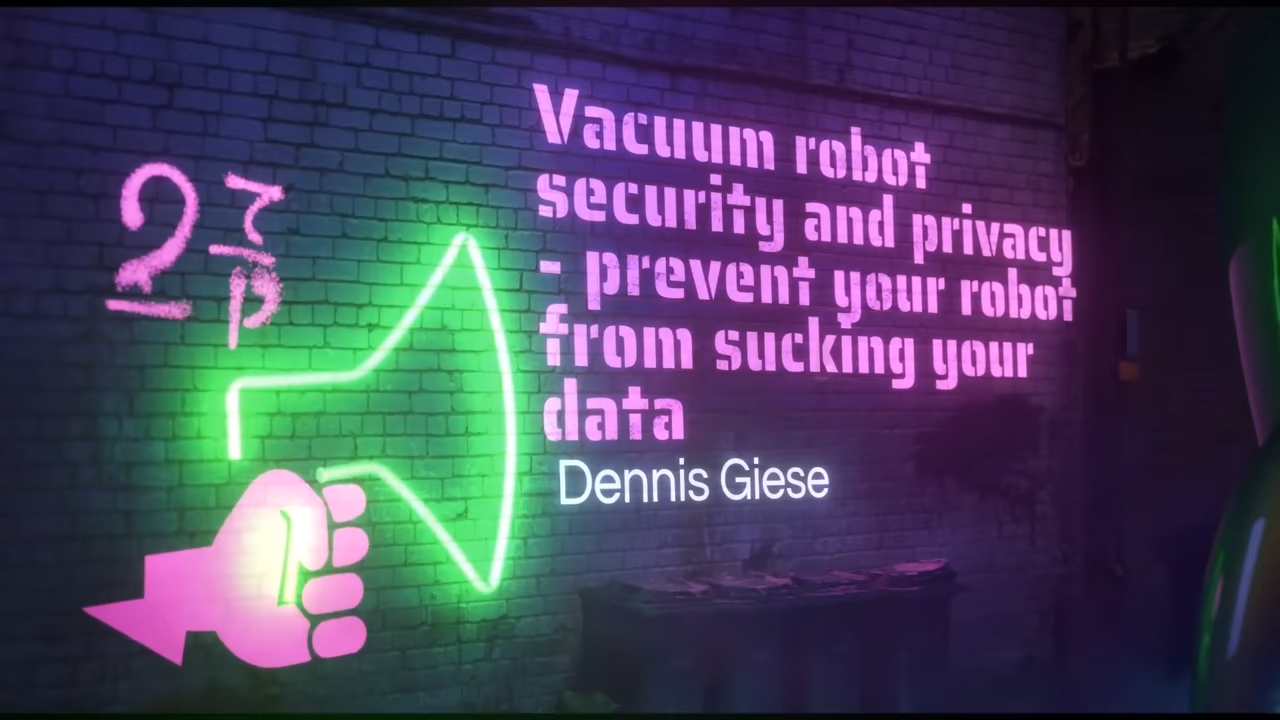 Vacuum robot
security and privacy
- prevent your robot
from sucking your
data
Dennis Giese